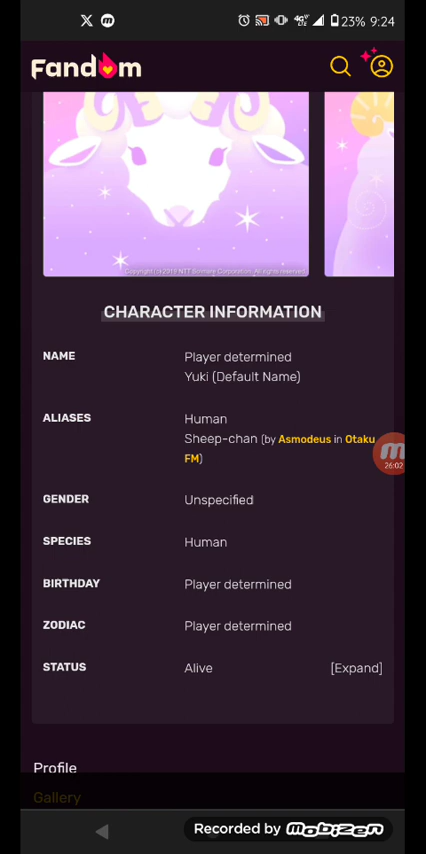 23% 9:24
Fandom
Copyright (c)2019 NTT Solmare Corporation, All rights reserved.
CHARACTER INFORMATION
NAME
Player determined
Yuki (Default Name)
ALIASES
Human
Sheep-chan (by Asmodeus in Otaku
FM)
26:02
GENDER
Unspecified
SPECIES
Human
BIRTHDAY
Player determined
ZODIAC
Player determined
STATUS
Alive
[Expand]
Profile
Gallery
Recorded by mobizen